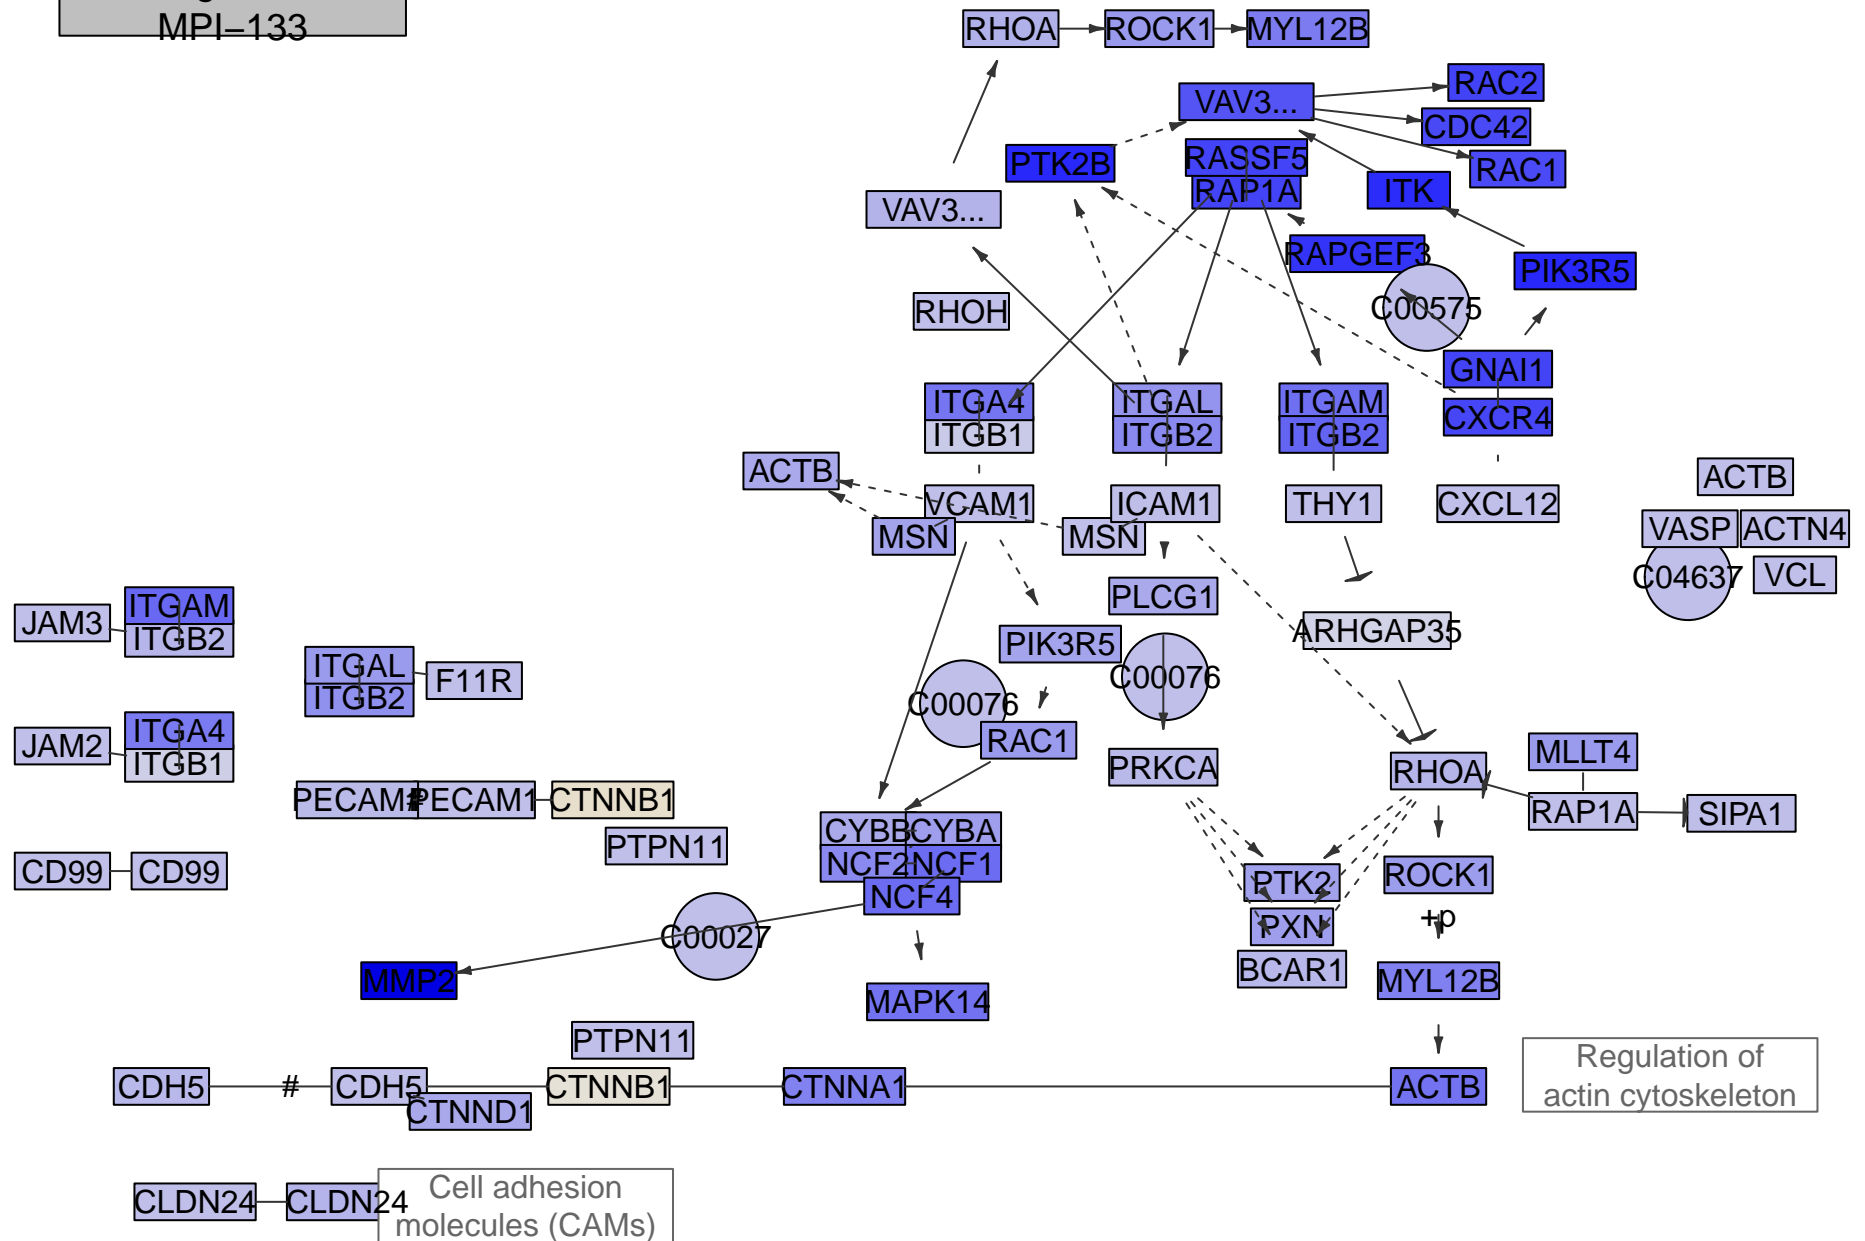 MPI−133
RHOA
ROCK1
MYL12B
VAV3...
RAC2
CDC42
RAC1
PTK2B
RASSF5
RAP1A
ITK
VAV3...
RAPGEF3
PIK3R5
C00575
RHOH
GNAI1
CXCR4
ITGA4
ITGB1
ITGAL
ITGB2
ITGAM
ITGB2
ACTB
VCAM1
MSN
ICAM1
MSN
THY1
CXCL12
ACTB
VASP
ACTN4
C04637
VCL
JAM3
ITGAM
ITGB2
PLCG1
ARHGAP35
PIK3R5
ITGAL
ITGB2
F11R
C00076
C00076
JAM2
ITGA4
ITGB1
RAC1
PRKCA
RHOA
MLLT4
RAP1A
SIPA1
PECAM1
#
PECAM1
CTNNB1
PTPN11
CYBB
CYBA
NCF2
NCF1
NCF4
CD99
CD99
PTK2
PXN
BCAR1
ROCK1
+p
C00027
MMP2
MAPK14
MYL12B
PTPN11
CDH5
#
CDH5
CTNND1
CTNNB1
CTNNA1
ACTB
Regulation of
actin cytoskeleton
CLDN24
CLDN24
Cell adhesion
molecules (CAMs)